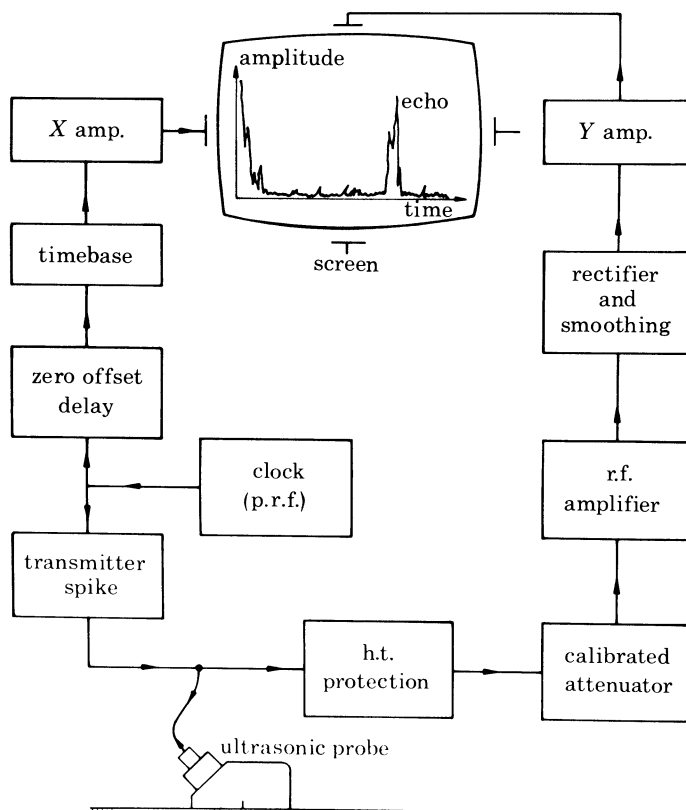 amplitude
echo
time
screen
X amp.
Y amp.
timebase
rectifier
and
smoothing
zero offset
delay
clock
(p.r.f.)
r.f.
amplifier
transmitter
spike
h.t.
protection
calibrated
attenuator
ultrasonic probe